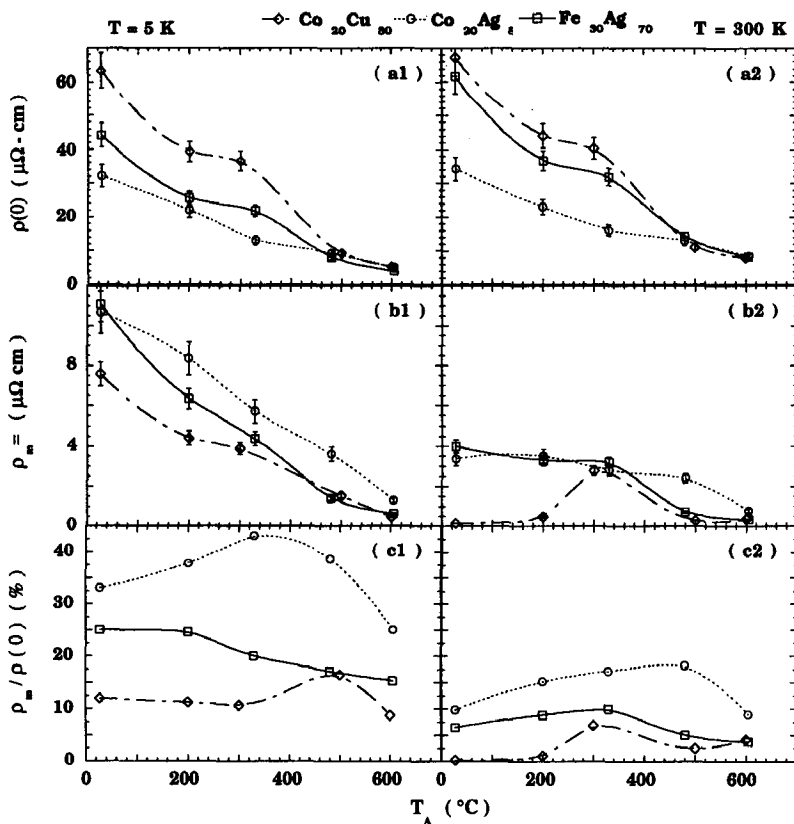 T = 5 K
Co20Cu80
Co20Ag8
Fe30Ag70
T = 300 K
ρ(0) ( μΩ - cm )
60
40
20
0
( a1 )
( a2 )
ρm = ( μΩ cm )
8
4
0
( b1 )
( b2 )
ρm / ρ(0) (%)
40
30
20
10
0
( c1 )
( c2 )
0 200 400 600
0 200 400 600
TA ( °C )